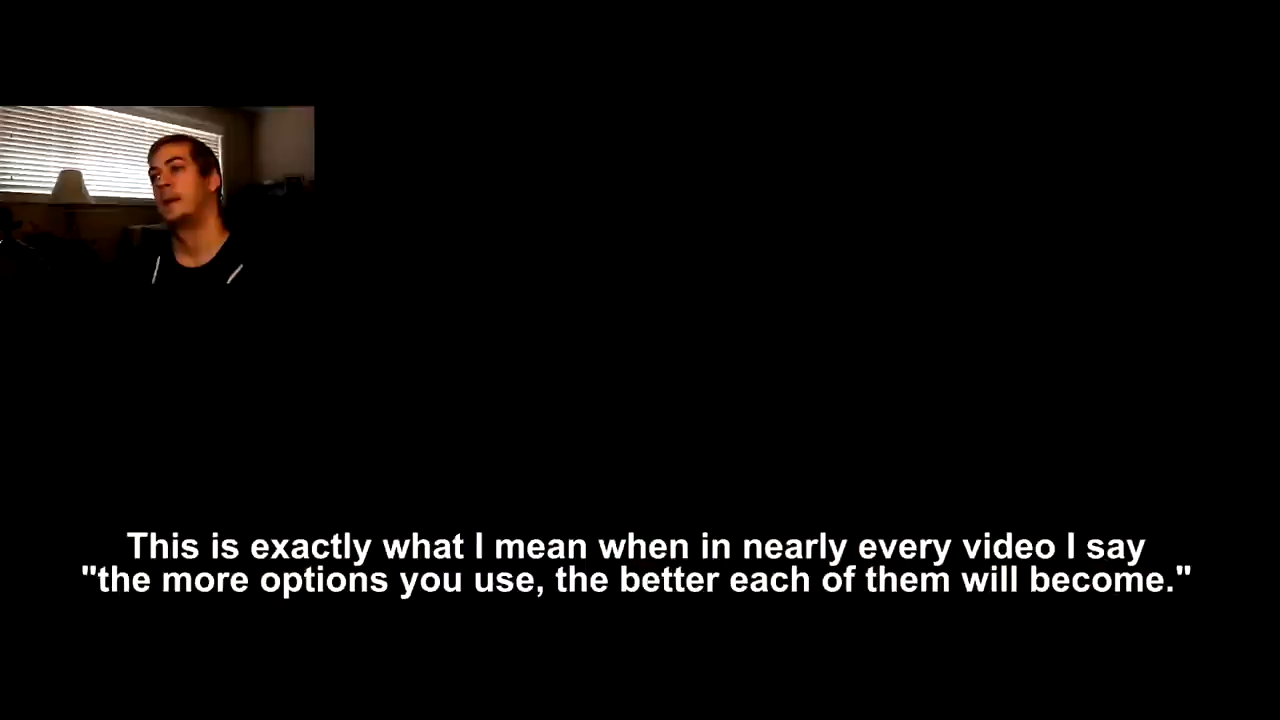 This is exactly what I mean when in nearly every video I say
"the more options you use, the better each of them will become."